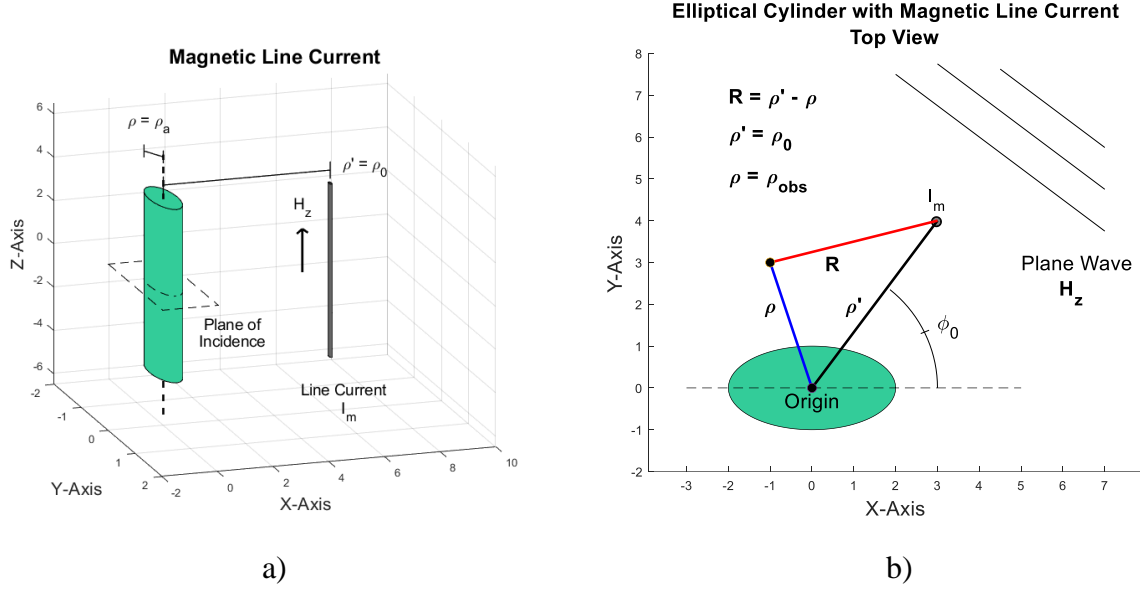 Magnetic Line Current
6
4
2
0
-2
-4
-6
Z-Axis
ρ = ρa
ρ' = ρ0
Hz
Plane of
Incidence
Line Current
Im
-2
-1
0
1
2
Y-Axis
-2
0
2
4
6
8
10
X-Axis
a)
Elliptical Cylinder with Magnetic Line Current
Top View
8
7
6
5
4
3
2
1
0
-1
-2
Y-Axis
R = ρ' - ρ
ρ' = ρ0
ρ = ρobs
Im
R
ρ
ρ'
ϕ0
Plane Wave
Hz
Origin
-3
-2
-1
0
1
2
3
4
5
6
7
X-Axis
b)